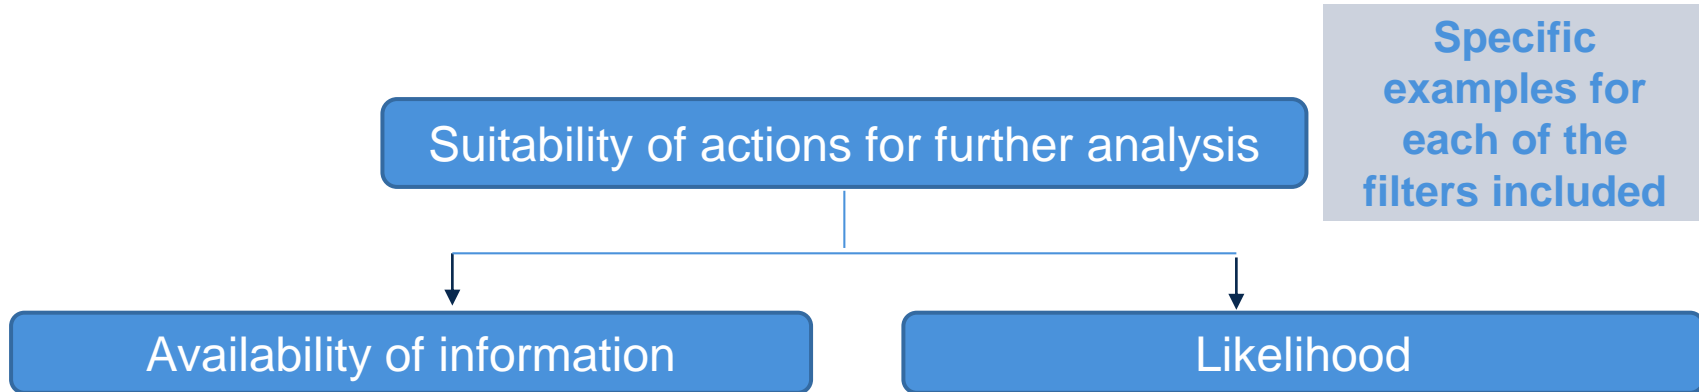 Specific
examples for
each of the
filters included
Suitability of actions for further analysis
Availability of information
Likelihood